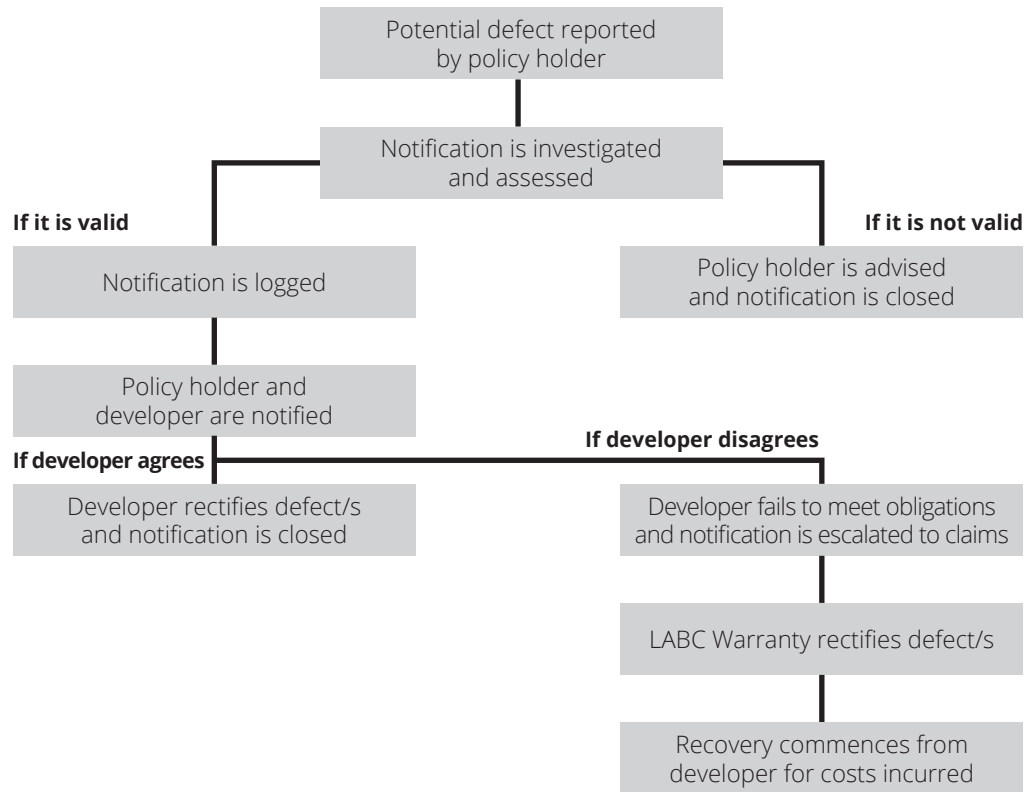 Potential defect reported
by policy holder
Notification is investigated
and assessed
If it is valid
If it is not valid
Notification is logged
Policy holder is advised
and notification is closed
Policy holder and
developer are notified
If developer disagrees
If developer agrees
Developer rectifies defect/s
and notification is closed
Developer fails to meet obligations
and notification is escalated to claims
LABC Warranty rectifies defect/s
Recovery commences from
developer for costs incurred